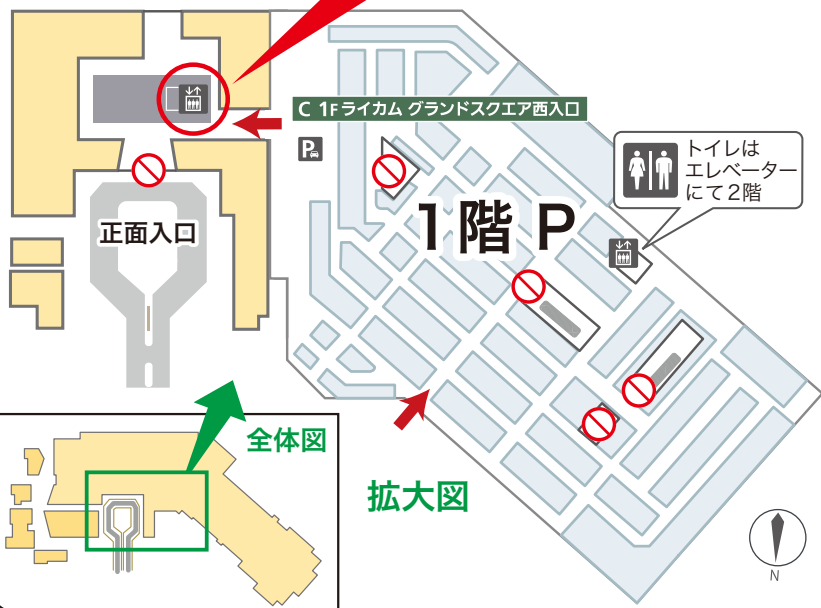 C 1Fライカム グランドスクエア西入口
P
トイレは
エレベーター
にて2階
1階 P
正面入口
全体図
拡大図
N